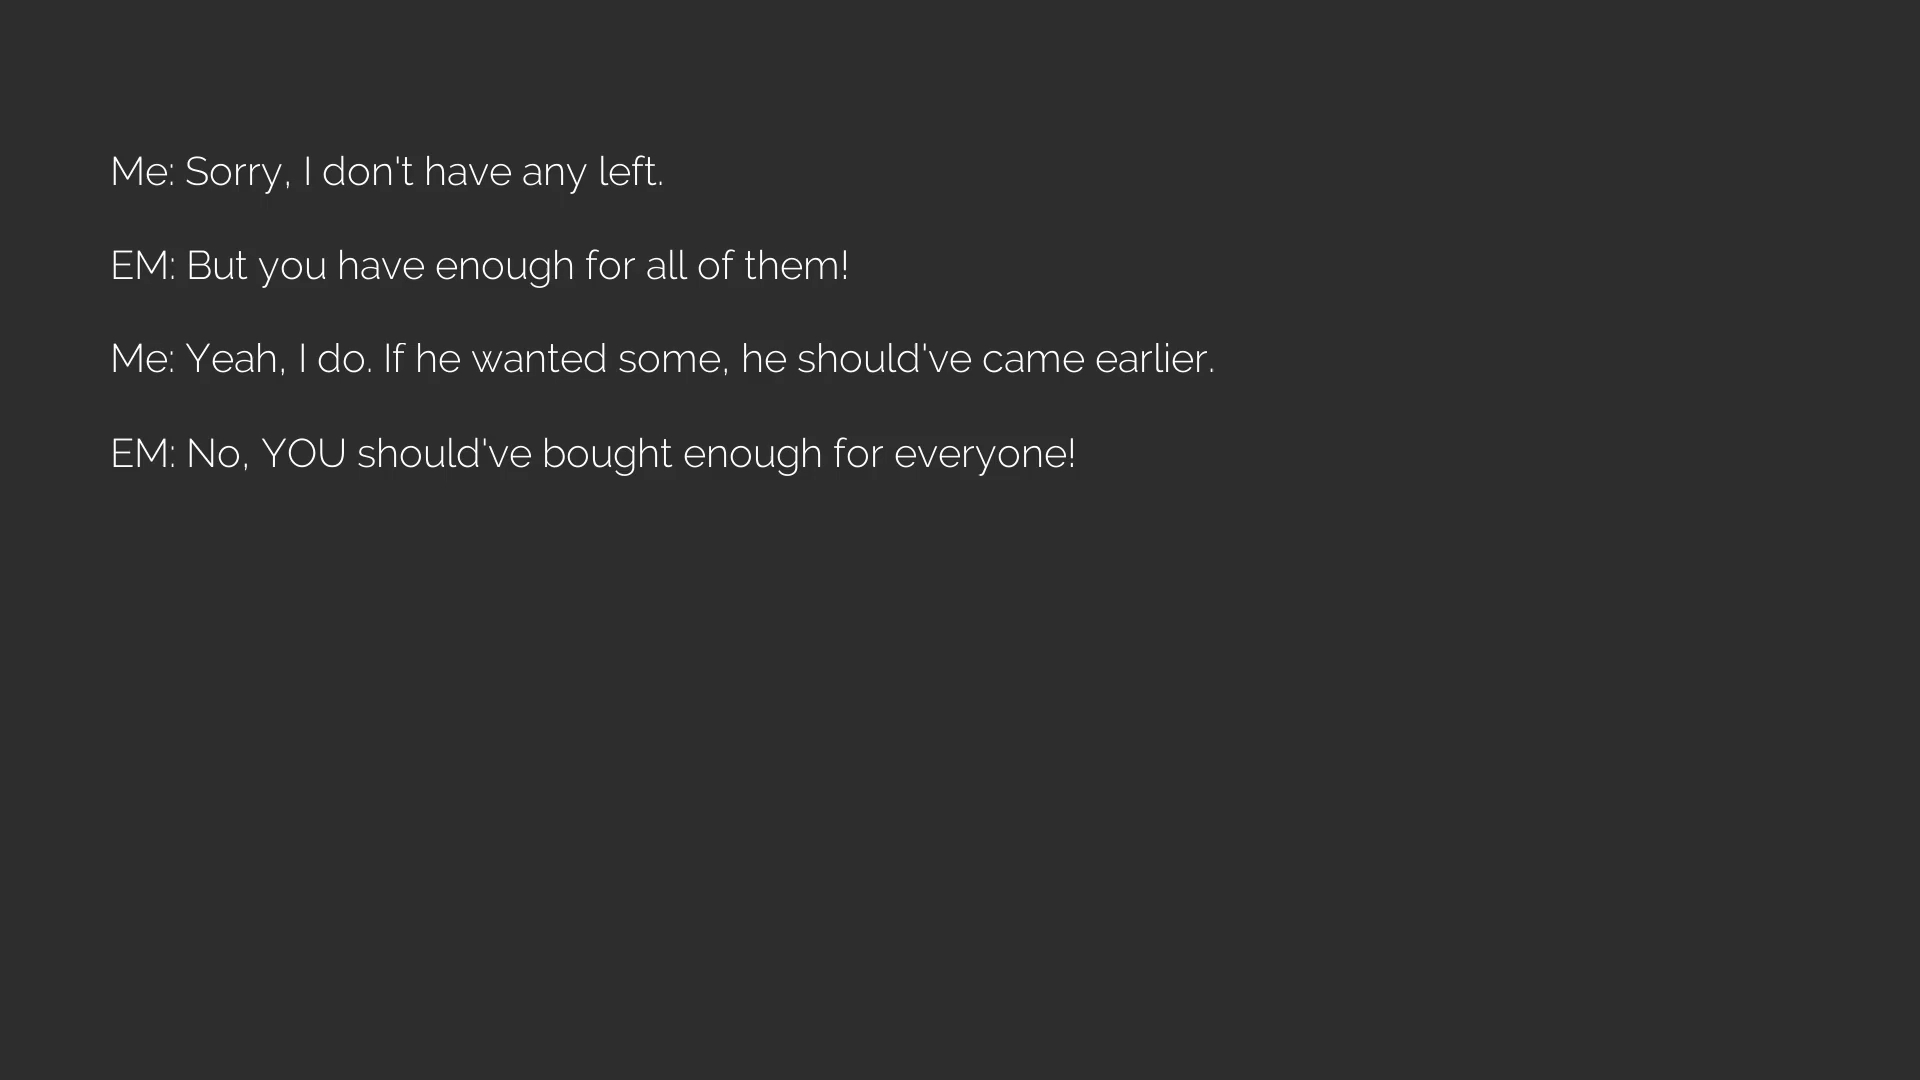 Me: Sorry, I don't have any left.
EM: But you have enough for all of them!
Me: Yeah, I do. If he wanted some, he should've came earlier.
EM: No, YOU should've bought enough for everyone!